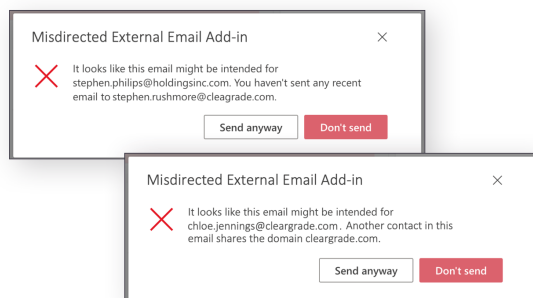 Misdirected External Email Add-in
It looks like this email might be intended for
stephen.philips@holdingsinc.com. You haven't sent any recent
email to stephen.rushmore@cleagrade.com.
Send anyway
Don't send
Misdirected External Email Add-in
It looks like this email might be intended for
chloe.jennings@cleargrade.com. Another contact in this
email shares the domain cleargrade.com.
Send anyway
Don't send